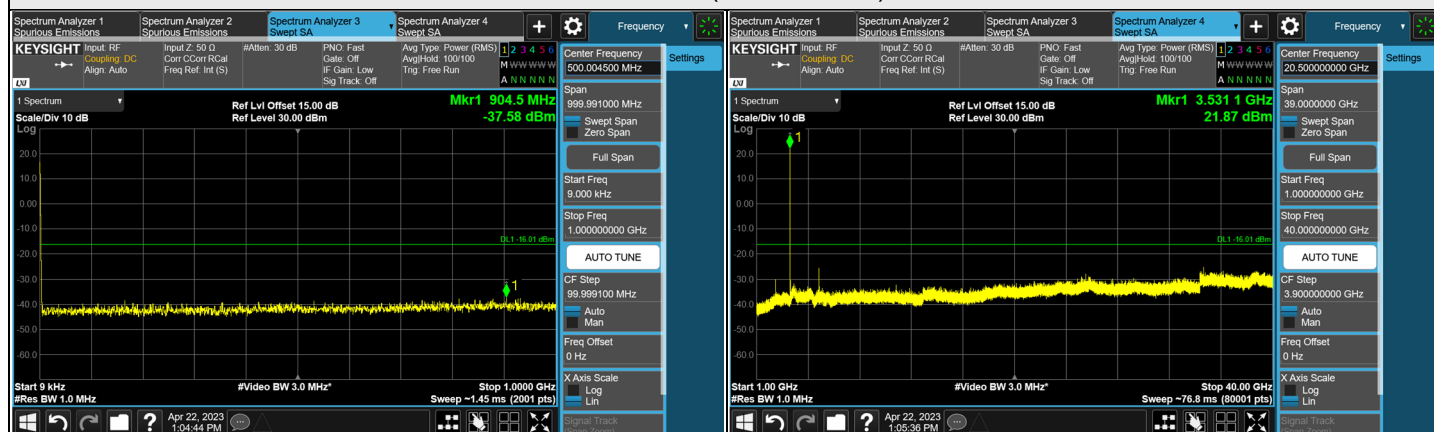 Spectrum Analyzer 1
Spurious Emissions
Spectrum Analyzer 2
Spurious Emissions
Spectrum Analyzer 3
Swept SA
Spectrum Analyzer 4
Swept SA
+
Frequency
KEYSIGHT
Input: RF
Coupling: DC
Align: Auto
Input Z: 50 Ω
Corr CCorr RCal
Freq Ref: Int (S)
#Atten: 30 dB
PNO: Fast
Gate: Off
IF Gain: Low
Sig Track: Off
Avg Type: Power (RMS)
Avg|Hold: 100/100
Trig: Free Run
1 2 3 4 5 6
M W W W W W
A N N N N N
LXI
1 Spectrum
Scale/Div 10 dB
Log
Ref Lvl Offset 15.00 dB
Ref Level 30.00 dBm
Mkr1 904.5 MHz
-37.58 dBm
20.0
10.0
0.00
-10.0
-20.0
-30.0
-40.0
-50.0
-60.0
DL1 -16.01 dBm
1
Start 9 kHz
#Res BW 1.0 MHz
#Video BW 3.0 MHz*
Stop 1.0000 GHz
Sweep ~1.45 ms (2001 pts)
Center Frequency
500.004500 MHz
Settings
Span
999.991000 MHz
Swept Span
Zero Span
Full Span
Start Freq
9.000 kHz
Stop Freq
1.000000000 GHz
AUTO TUNE
CF Step
99.999100 MHz
Auto
Man
Freq Offset
0 Hz
X Axis Scale
Log
Lin
Signal Track
?
Apr 22, 2023
1:04:44 PM
Spectrum Analyzer 1
Spurious Emissions
Spectrum Analyzer 2
Spurious Emissions
Spectrum Analyzer 3
Swept SA
Spectrum Analyzer 4
Swept SA
+
Frequency
KEYSIGHT
Input: RF
Coupling: DC
Align: Auto
Input Z: 50 Ω
Corr CCorr RCal
Freq Ref: Int (S)
#Atten: 30 dB
PNO: Fast
Gate: Off
IF Gain: Low
Sig Track: Off
Avg Type: Power (RMS)
Avg|Hold: 100/100
Trig: Free Run
1 2 3 4 5 6
M W W W W W
A N N N N N
LXI
1 Spectrum
Scale/Div 10 dB
Log
Ref Lvl Offset 15.00 dB
Ref Level 30.00 dBm
Mkr1 3.531 1 GHz
21.87 dBm
20.0
10.0
0.00
-10.0
-20.0
-30.0
-40.0
-50.0
-60.0
DL1 -16.01 dBm
1
Start 1.00 GHz
#Res BW 1.0 MHz
#Video BW 3.0 MHz*
Stop 40.00 GHz
Sweep ~76.8 ms (80001 pts)
Center Frequency
20.500000000 GHz
Settings
Span
39.0000000 GHz
Swept Span
Zero Span
Full Span
Start Freq
1.000000000 GHz
Stop Freq
40.000000000 GHz
AUTO TUNE
CF Step
3.900000000 GHz
Auto
Man
Freq Offset
0 Hz
X Axis Scale
Log
Lin
Signal Track
?
Apr 22, 2023
1:05:36 PM